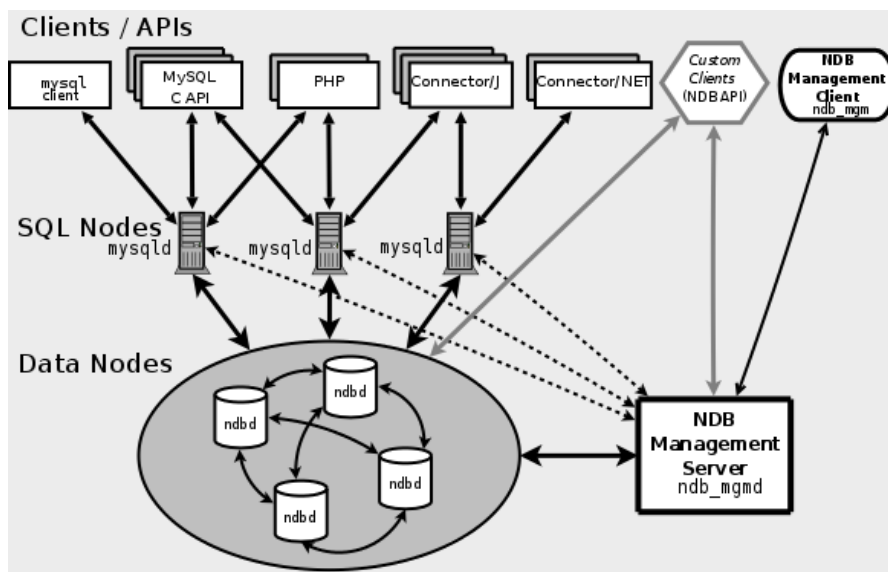 Clients / APIs
mysql
client
MySQL
C API
PHP
Connector/J
Connector/NET
Custom
Clients
(NDBAPI)
NDB
Management
Client
ndb_mgm
SQL Nodes
mysqld
mysqld
mysqld
Data Nodes
ndbd
ndbd
ndbd
ndbd
NDB
Management
Server
ndb_mgmd